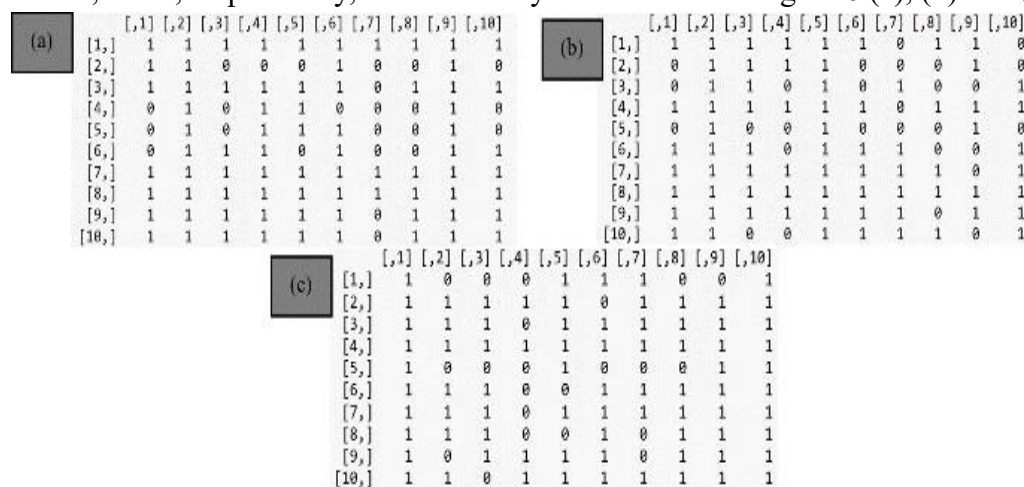 respectively,
(a)
[,1] [,2] [,3] [,4] [,5] [,6] [,7] [,8] [,9] [,10]
[1,] 1 1 1 1 1 1 1 1 1 1
[2,] 1 1 0 0 0 1 0 0 1 0
[3,] 1 1 1 1 1 1 0 1 1 1
[4,] 0 1 0 1 1 0 0 0 1 0
[5,] 0 1 0 1 1 1 0 0 1 0
[6,] 0 1 1 1 0 1 0 0 1 1
[7,] 1 1 1 1 1 1 1 1 1 1
[8,] 1 1 1 1 1 1 1 1 1 1
[9,] 1 1 1 1 1 1 0 1 1 1
[10,] 1 1 1 1 1 1 0 1 1 1
(b)
[,1] [,2] [,3] [,4] [,5] [,6] [,7] [,8] [,9] [,10]
[1,] 1 1 1 1 1 1 0 1 1 0
[2,] 0 1 1 1 1 0 0 0 1 0
[3,] 0 1 1 0 1 0 1 0 0 1
[4,] 1 1 1 1 1 1 0 1 1 1
[5,] 0 1 0 0 1 0 0 0 1 0
[6,] 1 1 1 0 1 1 1 0 0 1
[7,] 1 1 1 1 1 1 1 1 0 1
[8,] 1 1 1 1 1 1 1 1 1 1
[9,] 1 1 1 1 1 1 1 0 1 1
[10,] 1 1 0 0 1 1 1 1 0 1
(c)
[,1] [,2] [,3] [,4] [,5] [,6] [,7] [,8] [,9] [,10]
[1,] 1 0 0 0 1 1 1 0 0 1
[2,] 1 1 1 1 1 0 1 1 1 1
[3,] 1 1 1 0 1 1 1 1 1 1
[4,] 1 1 1 1 1 1 1 1 1 1
[5,] 1 0 0 0 1 0 0 0 1 1
[6,] 1 1 1 0 0 1 1 1 1 1
[7,] 1 1 1 0 1 1 1 1 1 1
[8,] 1 1 1 0 0 1 0 1 1 1
[9,] 1 0 1 1 1 1 0 1 1 1
[10,] 1 1 0 1 1 1 1 1 1 1